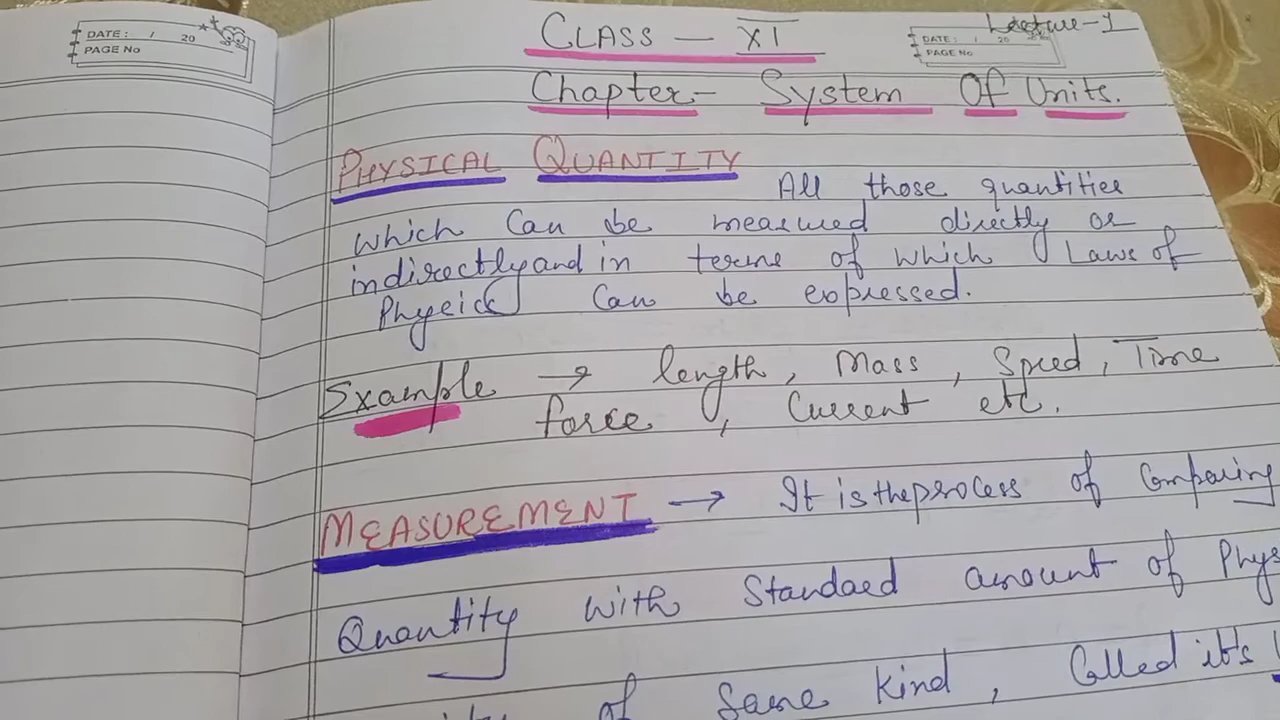 DATE: / 20
PAGE No
CLASS — XI
Lecture-1
DATE: / 20
PAGE No
Chapter- System Of Units.
PHYSICAL QUANTITY
All those quantities
which can be measured directly or
indirectly and in terms of which Laws of
Physics can be expressed.
Example → length, Mass, Speed, Time
force, Current etc.
MEASUREMENT → It is the process of Comparing
Quantity with Standard amount of
of Same kind, Called it's